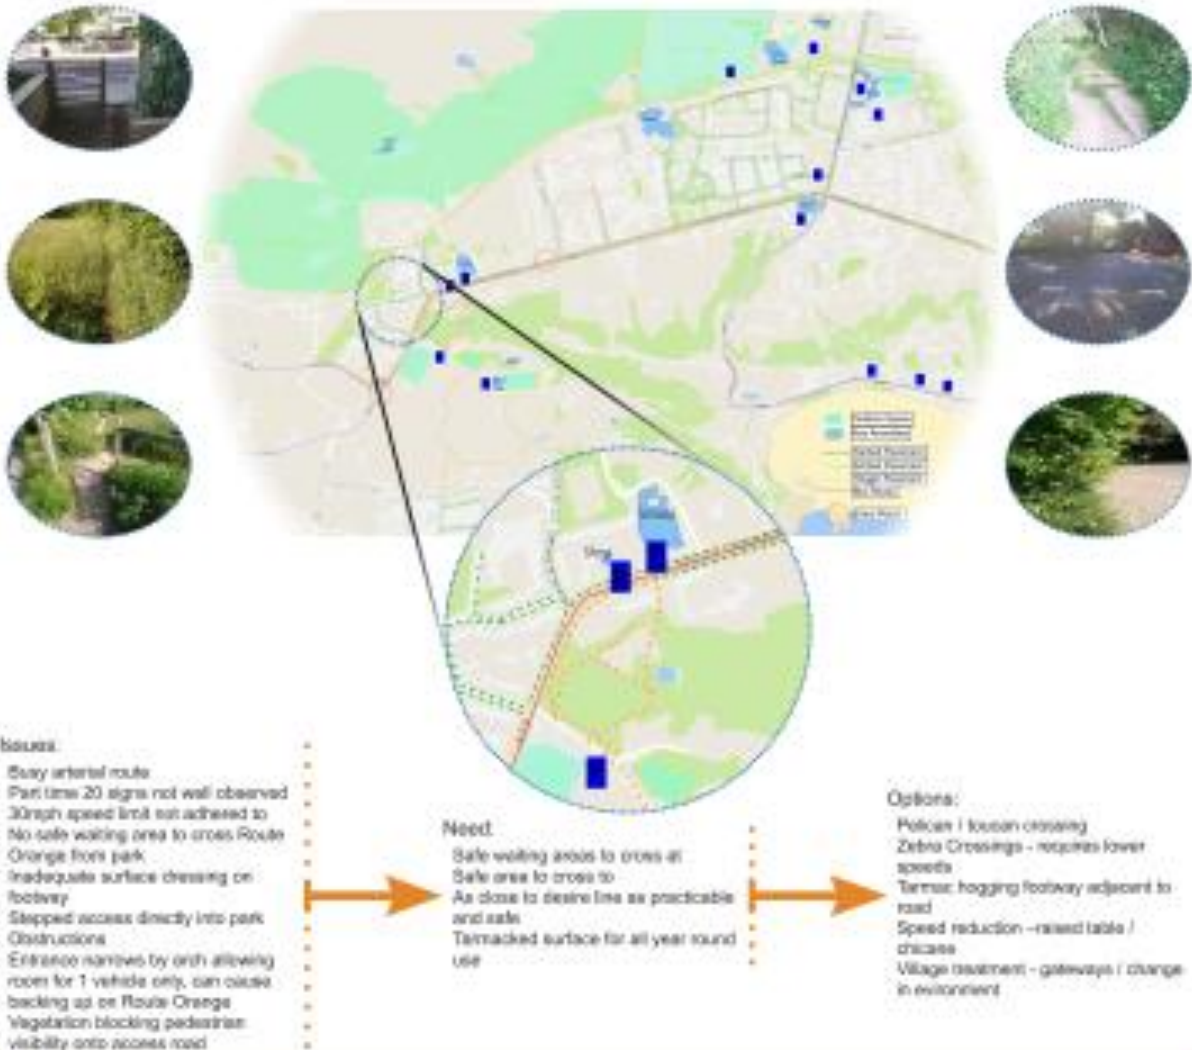 Issues:
Busy arterial route
Part time 20 signs not well observed
30mph speed limit not adhered to
No safe waiting area to cross Route
Orange from park
Inadequate surface dressing on
footway
Stepped access directly into park
Obstructions
Entrance narrows by arch allowing
room for 1 vehicle only, can cause
backing up on Route Orange
Vegetation blocking pedestrian
visibility onto access road
Need:
Safe waiting areas to cross at
Safe area to cross to
As close to desire line as practicable
and safe
Tarmacked surface for all year round
use
Options:
Pelican / tousan crossing
Zebra Crossings - requires lower
speeds
Tarmac hogging footway adjacent to
road
Speed reduction –raised table /
chicane
Village treatment - gateways / change
in evironment